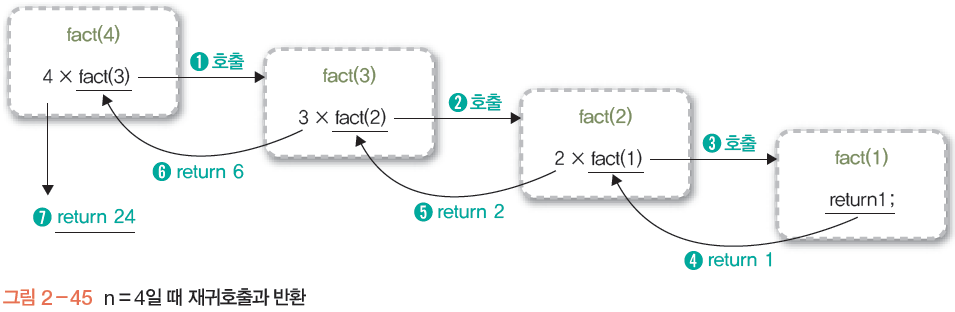 fact(4)
4 × fact(3)
❶ 호출
fact(3)
3 × fact(2)
❷ 호출
fact(2)
2 × fact(1)
❸ 호출
fact(1)
return1;
❹ return 1
❺ return 2
❻ return 6
❼ return 24
그림 2-45 n=4일 때 재귀호출과 반환